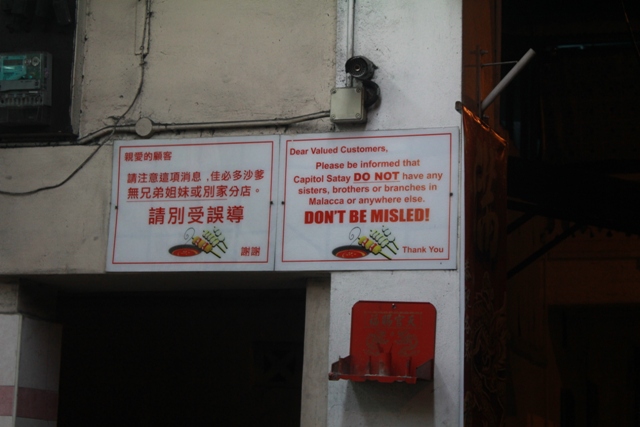 親愛的顧客
請注意這項消息，佳必多沙爹
無兄弟姐妹或別家分店。
請別受誤導
謝謝
Dear Valued Customers,
Please be informed that
Capitol Satay DO NOT have any
sisters, brothers or branches in
Malacca or anywhere else.
DON'T BE MISLED!
Thank You